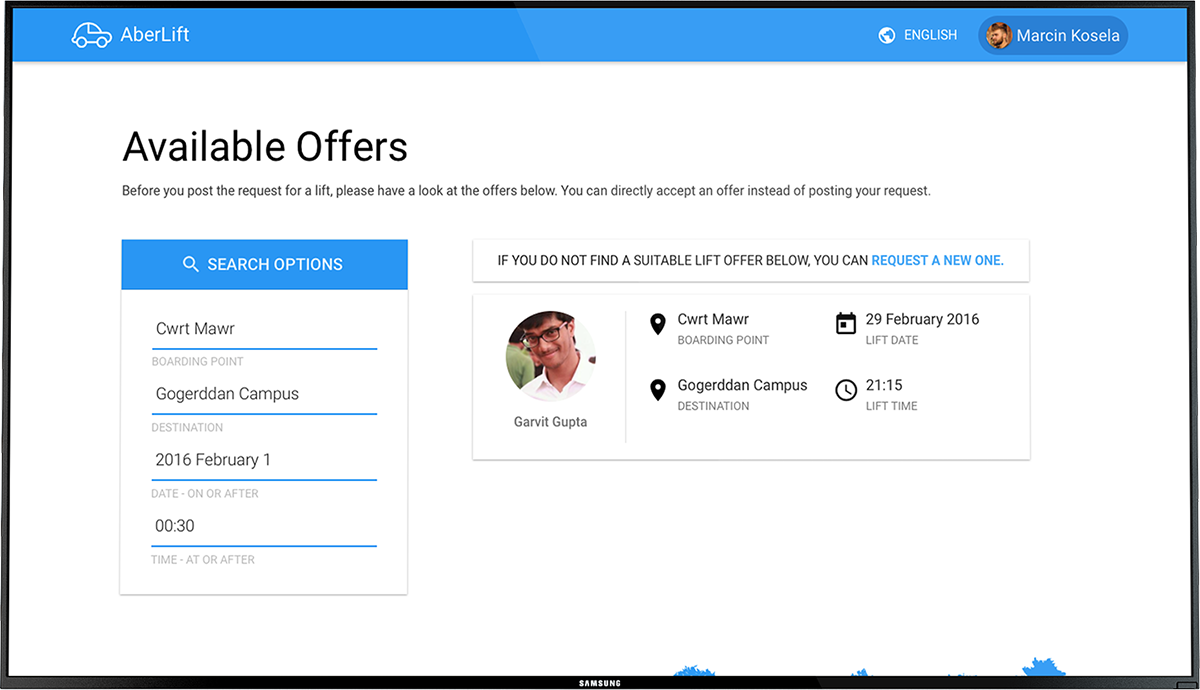 AberLift
ENGLISH
Marcin Kosela
Available Offers
Before you post the request for a lift, please have a look at the offers below. You can directly accept an offer instead of posting your request.
SEARCH OPTIONS
Cwrt Mawr
BOARDING POINT
Gogerddan Campus
DESTINATION
2016 February 1
DATE - ON OR AFTER
00:30
TIME - AT OR AFTER
IF YOU DO NOT FIND A SUITABLE LIFT OFFER BELOW, YOU CAN REQUEST A NEW ONE.
Garvit Gupta
Cwrt Mawr
BOARDING POINT
29 February 2016
LIFT DATE
Gogerddan Campus
DESTINATION
21:15
LIFT TIME
SAMSUNG